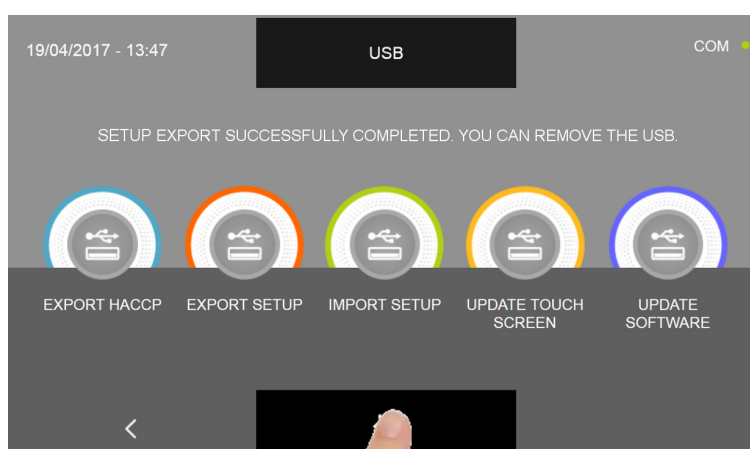 19/04/2017 - 13:47
USB
COM
SETUP EXPORT SUCCESSFULLY COMPLETED. YOU CAN REMOVE THE USB.
EXPORT HACCP
EXPORT SETUP
IMPORT SETUP
UPDATE TOUCH
SCREEN
UPDATE
SOFTWARE